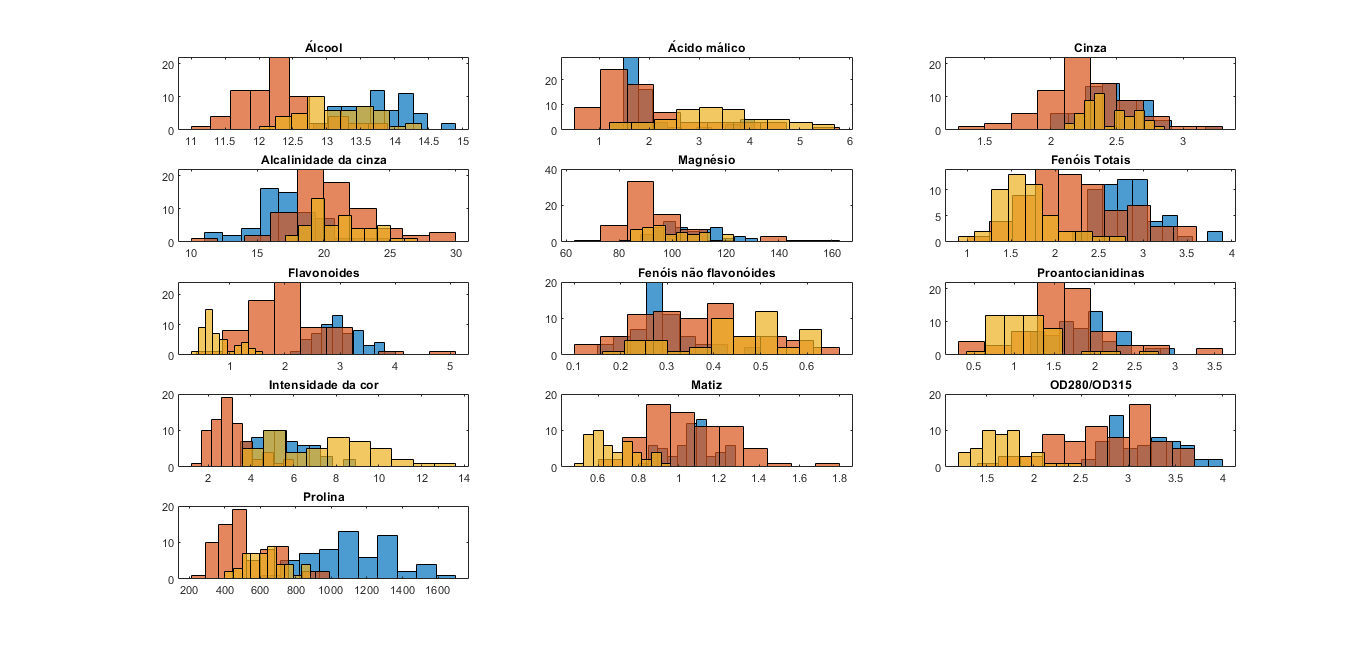 Álcool
20
10
0
11 11.5 12 12.5 13 13.5 14 14.5 15
Ácido málico
20
10
0
1 2 3 4 5 6
Cinza
20
10
0
1.5 2 2.5 3
Alcalinidade da cinza
20
10
0
10 15 20 25 30
Magnésio
40
20
0
60 80 100 120 140 160
Fenóis Totais
10
5
0
1 1.5 2 2.5 3 3.5 4
Flavonoides
20
10
0
1 2 3 4 5
Fenóis não flavonóides
20
10
0
0.1 0.2 0.3 0.4 0.5 0.6
Proantocianidinas
20
10
0
0.5 1 1.5 2 2.5 3 3.5
Intensidade da cor
20
10
0
2 4 6 8 10 12 14
Matiz
20
10
0
0.6 0.8 1 1.2 1.4 1.6 1.8
OD280/OD315
20
10
0
1.5 2 2.5 3 3.5 4
Prolina
20
10
0
200 400 600 800 1000 1200 1400 1600